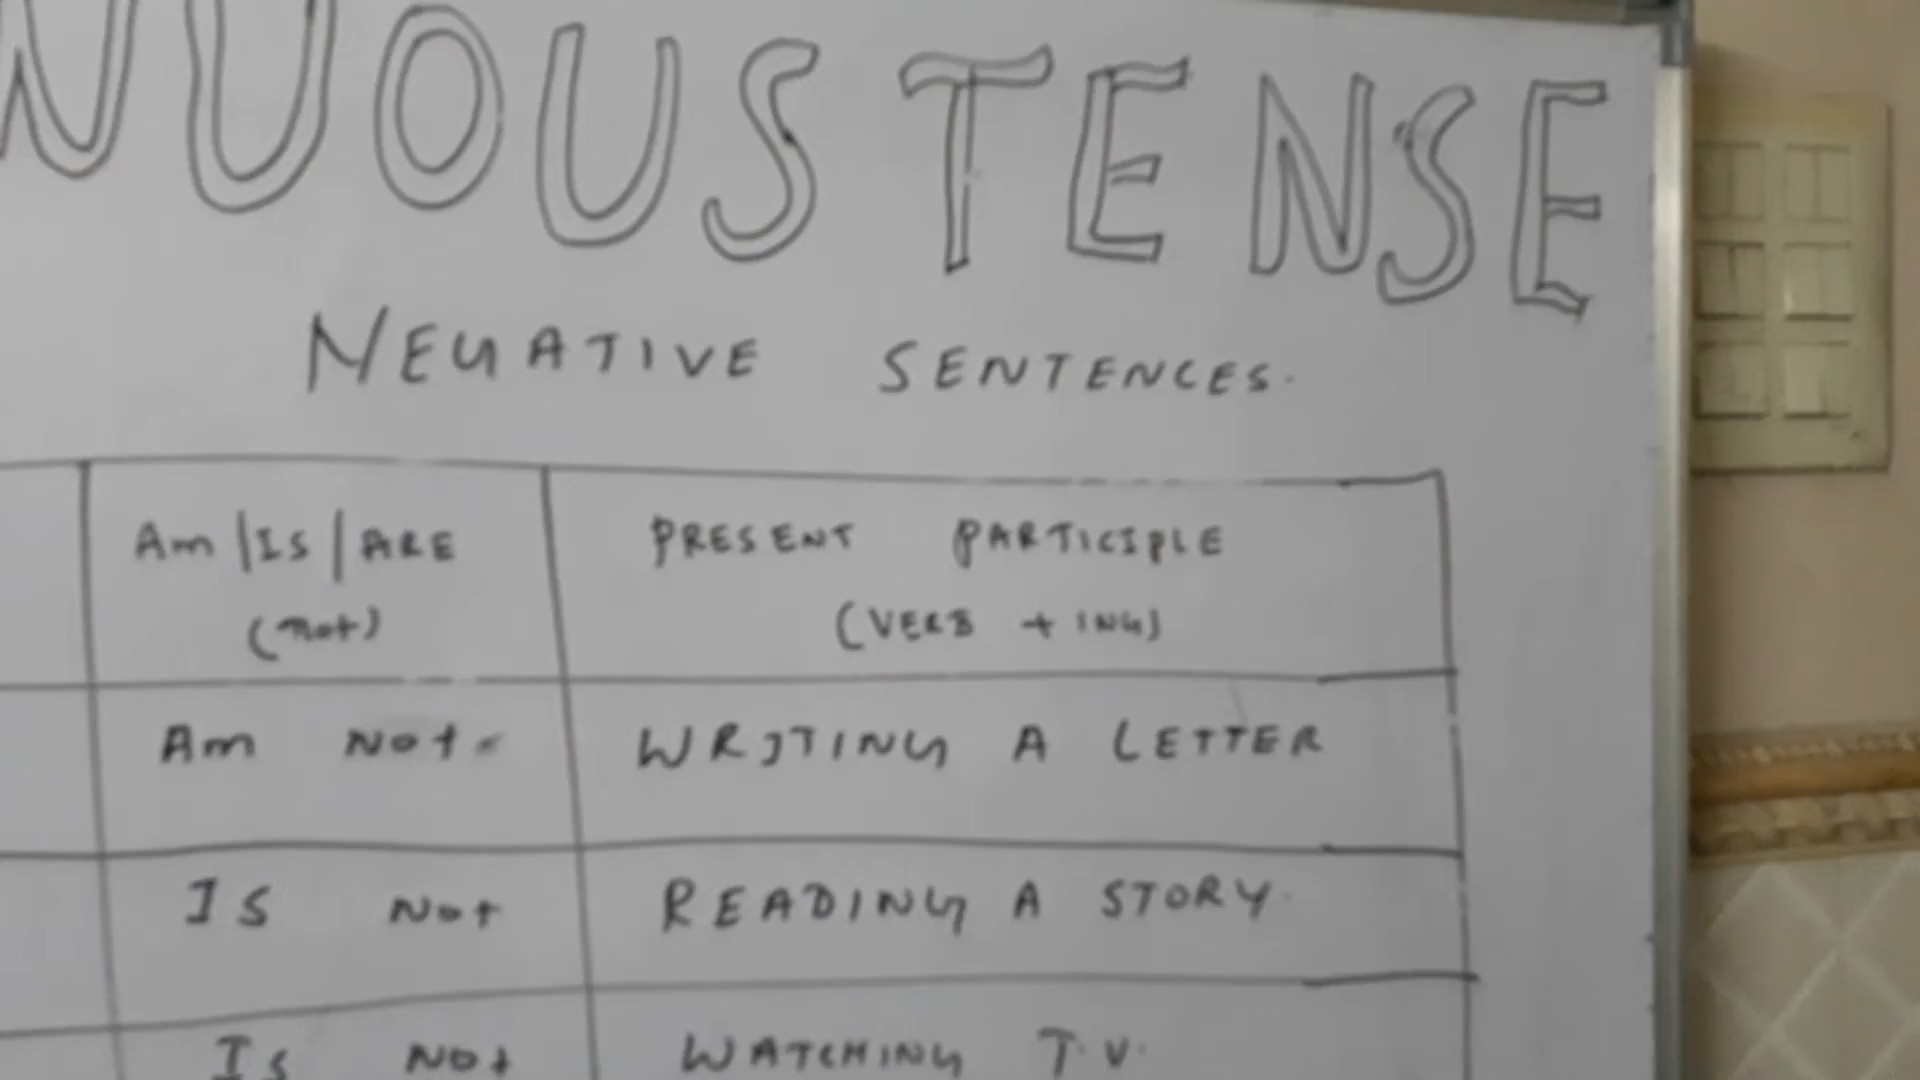 NUOUS TENSE
NEGATIVE SENTENCES.
Am | IS | ARE
PRESENT PARTICIPLE
(not)
(VERB + ING)
Am Not
WRITING A LETTER
IS Not
READING A STORY.
Is Not
WATCHING T.V.